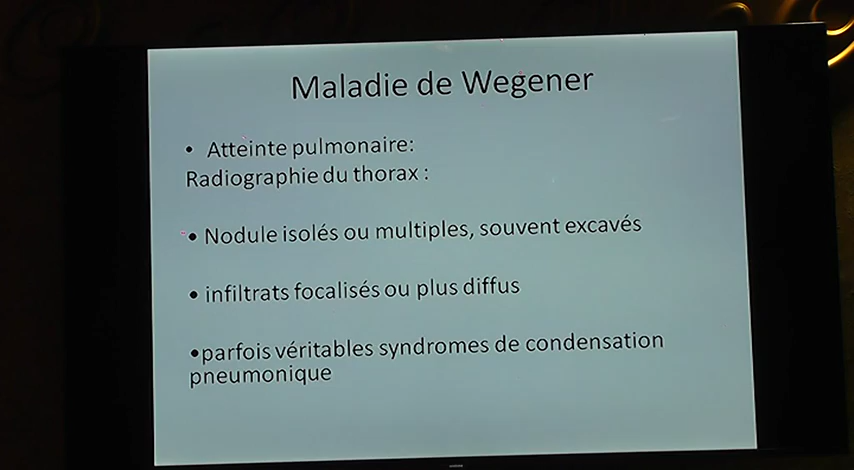 Maladie de Wegener
• Atteinte pulmonaire:
Radiographie du thorax :
• Nodule isolés ou multiples, souvent excavés
• infiltrats focalisés ou plus diffus
•parfois véritables syndromes de condensation
pneumonique